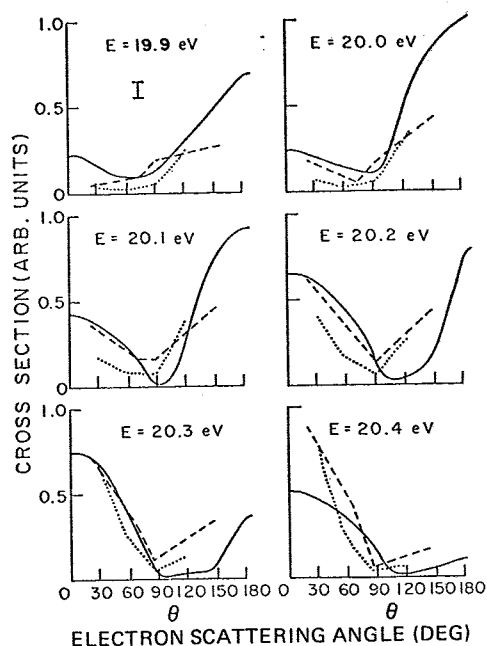 E = 19.9 eV
E = 20.0 eV
1.0
0.5
0
E = 20.1 eV
E = 20.2 eV
1.0
0.5
0
E = 20.3 eV
E = 20.4 eV
1.0
0.5
0 30 60 90 120 150 180
0 30 60 90 120 150 180
θ
θ
CROSS SECTION (ARB. UNITS)
ELECTRON SCATTERING ANGLE (DEG)